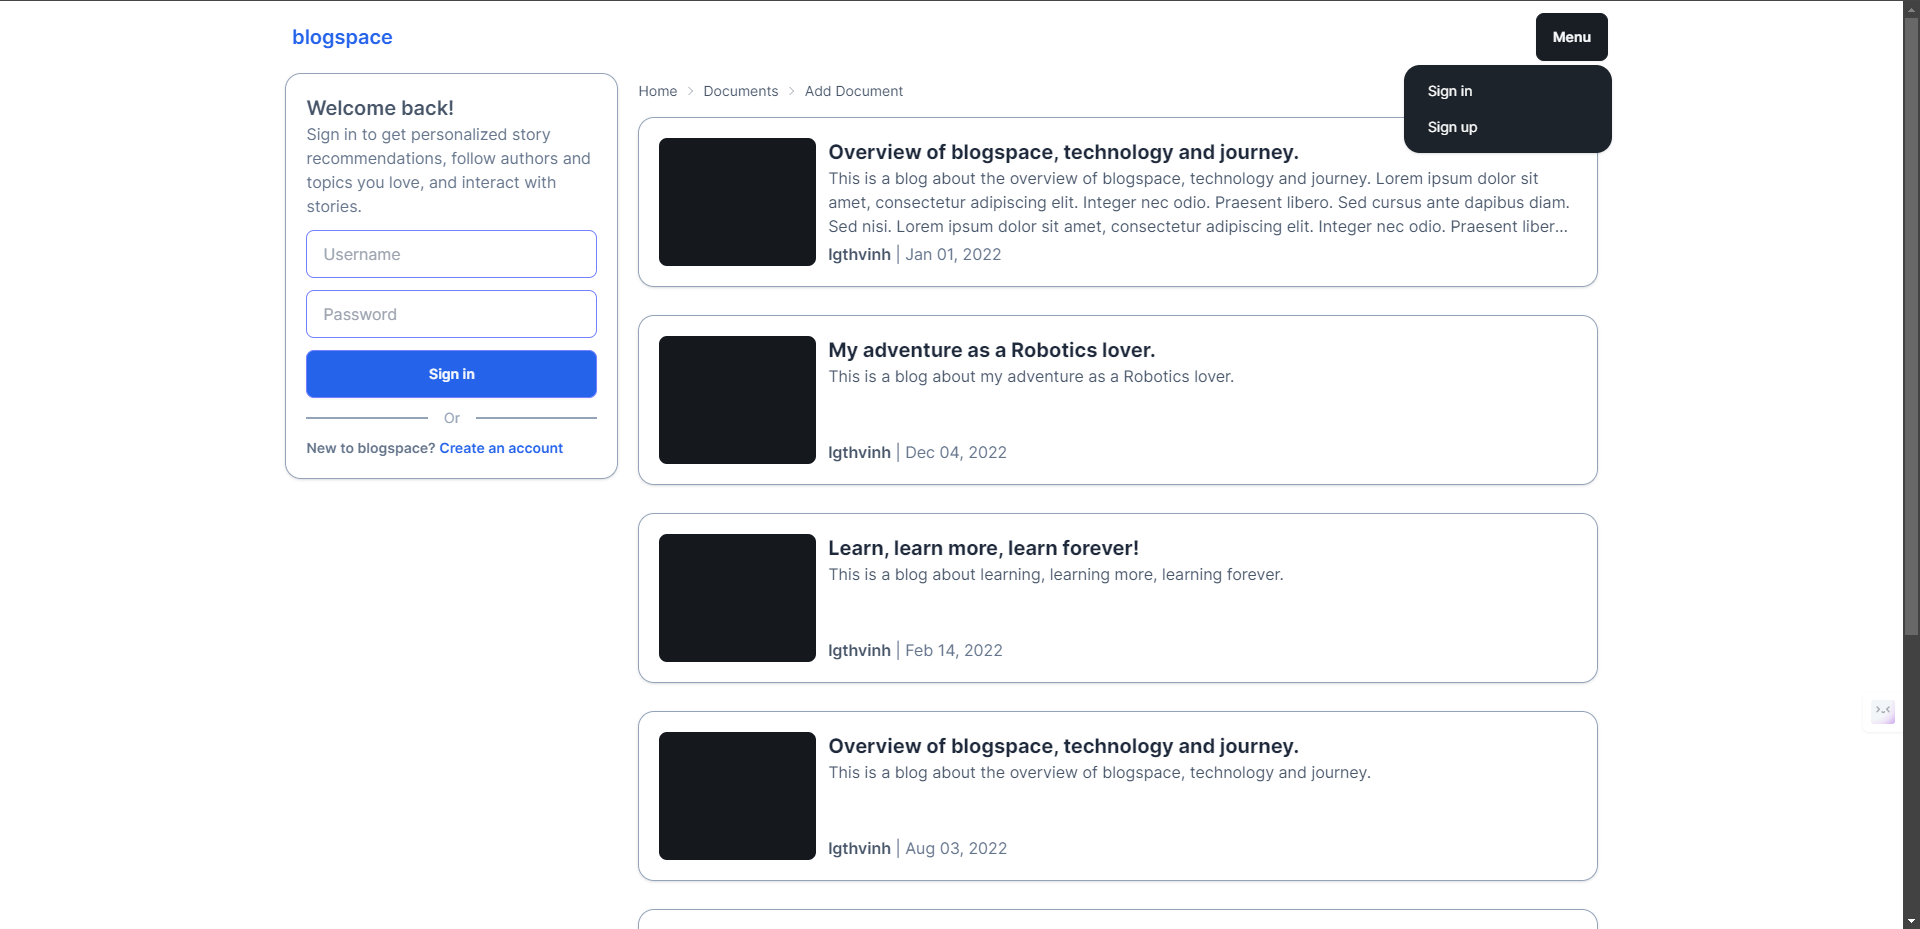 blogspace
Menu
Sign in
Sign up
Welcome back!
Sign in to get personalized story
recommendations, follow authors and
topics you love, and interact with
stories.
Username
Password
Sign in
Or
New to blogspace? Create an account
Home > Documents > Add Document
Overview of blogspace, technology and journey.
This is a blog about the overview of blogspace, technology and journey. Lorem ipsum dolor sit
amet, consectetur adipiscing elit. Integer nec odio. Praesent libero. Sed cursus ante dapibus diam.
Sed nisi. Lorem ipsum dolor sit amet, consectetur adipiscing elit. Integer nec odio. Praesent liber...
lgthvinh | Jan 01, 2022
My adventure as a Robotics lover.
This is a blog about my adventure as a Robotics lover.
lgthvinh | Dec 04, 2022
Learn, learn more, learn forever!
This is a blog about learning, learning more, learning forever.
lgthvinh | Feb 14, 2022
Overview of blogspace, technology and journey.
This is a blog about the overview of blogspace, technology and journey.
lgthvinh | Aug 03, 2022